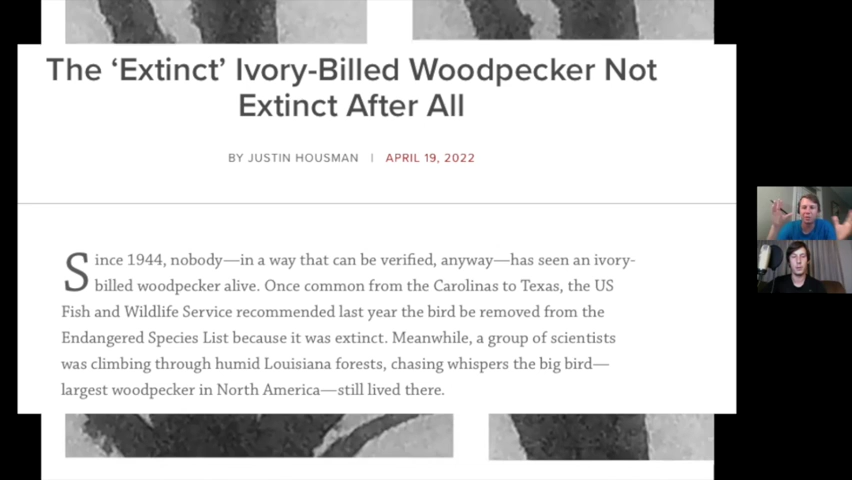 The ‘Extinct’ Ivory-Billed Woodpecker Not
Extinct After All
BY JUSTIN HOUSMAN | APRIL 19, 2022
Since 1944, nobody—in a way that can be verified, anyway—has seen an ivory-
billed woodpecker alive. Once common from the Carolinas to Texas, the US
Fish and Wildlife Service recommended last year the bird be removed from the
Endangered Species List because it was extinct. Meanwhile, a group of scientists
was climbing through humid Louisiana forests, chasing whispers the big bird—
largest woodpecker in North America—still lived there.